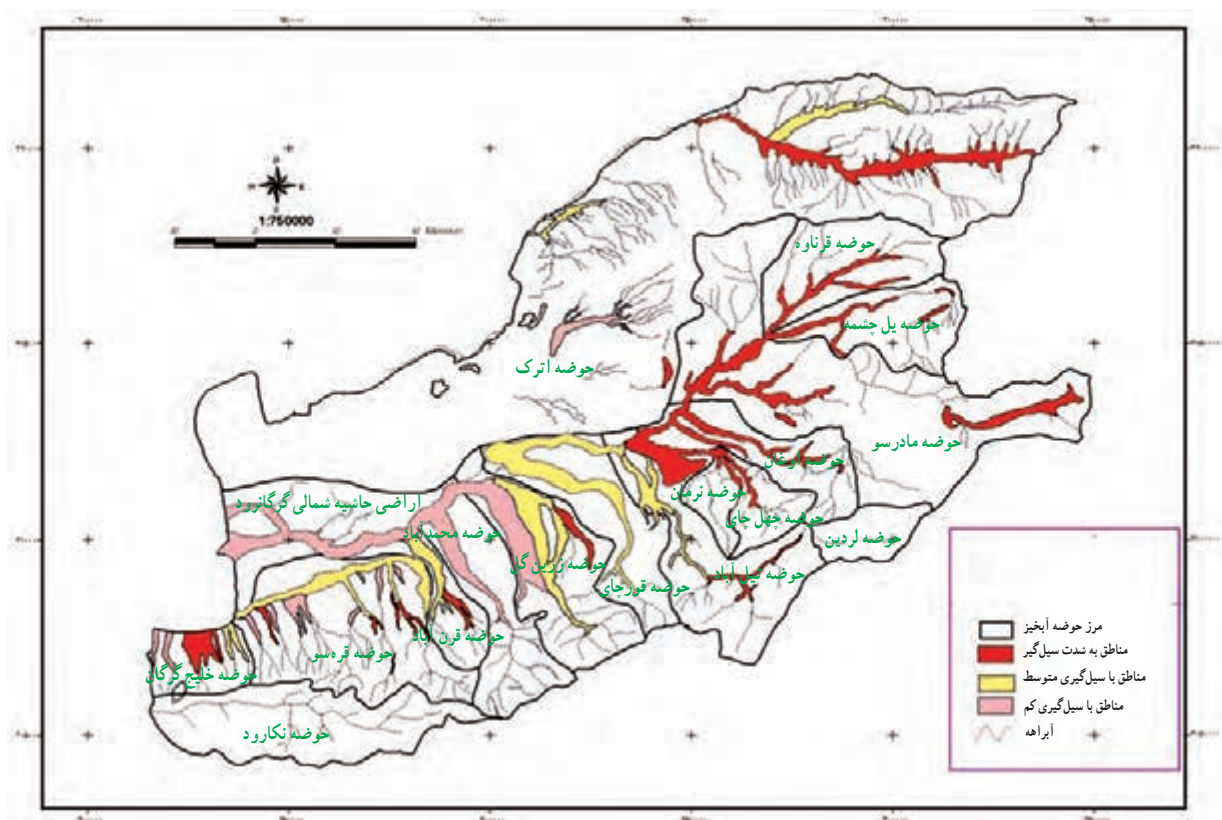 1:750000
حوضه قرناوه
حوضه یل چشمه
حوضه اترک
حوضه مادرسو
حوضه اوغان
حوضه نرمان
حوضه چهل چای
حوضه لردین
اراضی حاشیه شمالی گرگانرود
حوضه محمدآباد
حوضه زرین گل
حوضه قورچای
حوضه تیل آباد
حوضه قرن آباد
حوضه قره‌سو
حوضه خلیج گرگان
حوضه نکارود
مرز حوضه آبخیز
مناطق به شدت سیل‌گیر
مناطق با سیل‌گیری متوسط
مناطق با سیل‌گیری کم
آبراهه